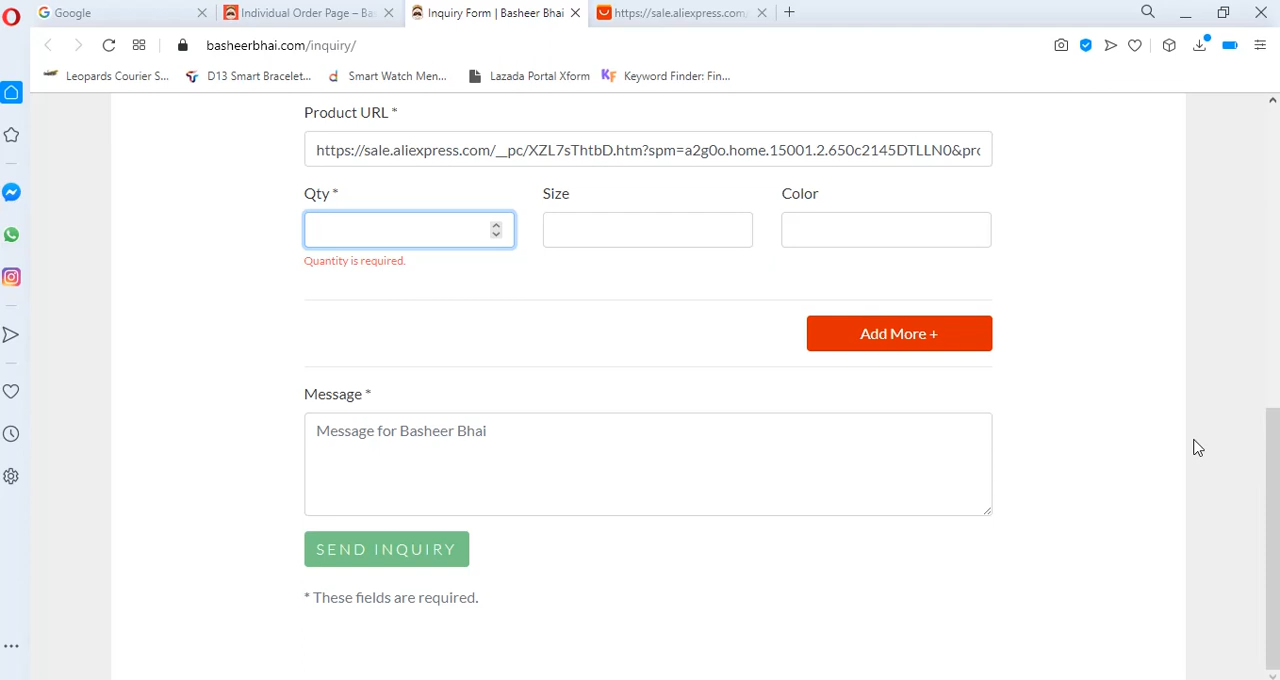 Google
Individual Order Page – Ba
Inquiry Form | Basheer Bhai
https://sale.aliexpress.com
basheerbhai.com/inquiry/
Leopards Courier S...
D13 Smart Bracelet...
d Smart Watch Men...
Lazada Portal Xform
KF Keyword Finder: Fin...
Product URL *
https://sale.aliexpress.com/__pc/XZL7sThtbD.htm?spm=a2g0o.home.15001.2.650c2145DTLLN0&pro
Qty * Size Color
Quantity is required.
Add More +
Message *
Message for Basheer Bhai
SEND INQUIRY
* These fields are required.